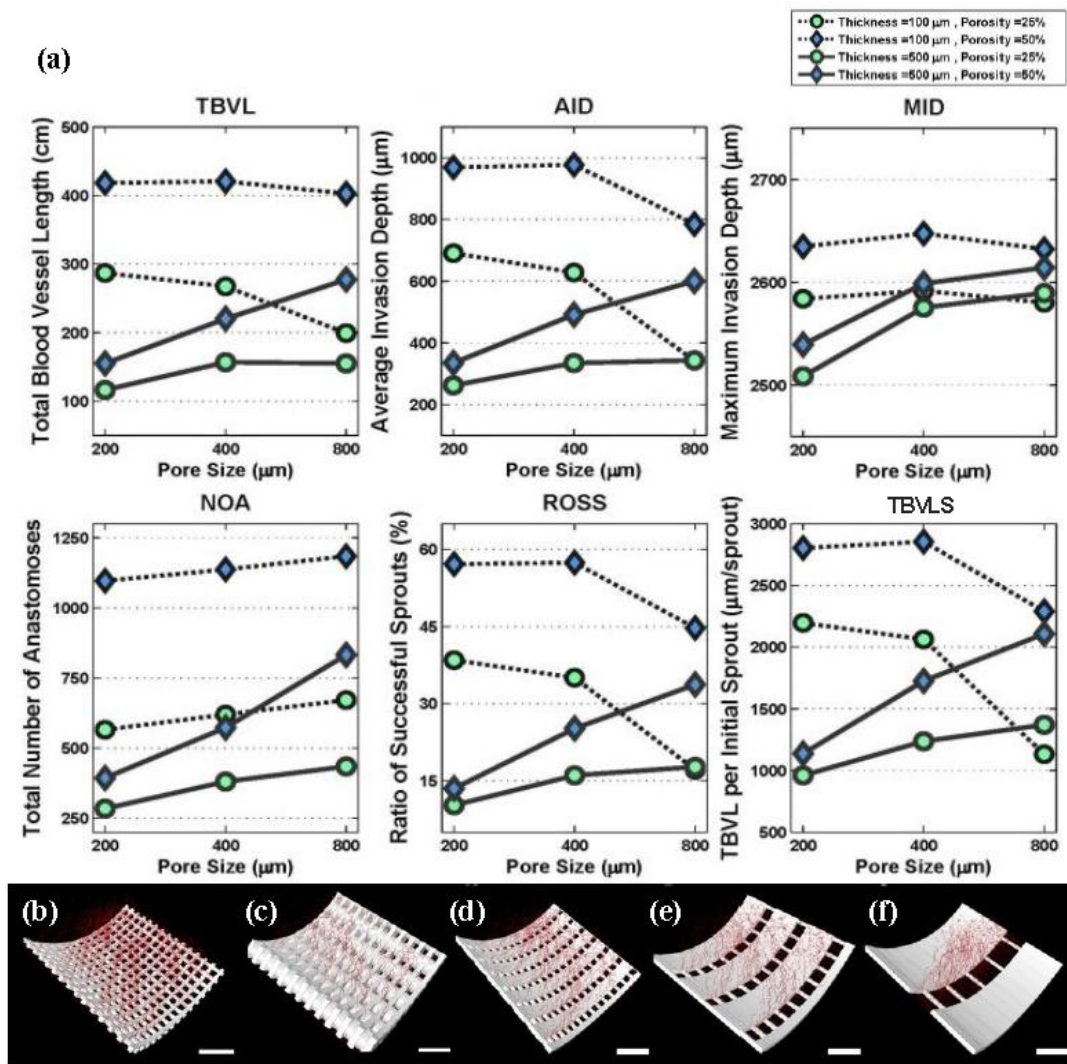 Thickness =100 µm , Porosity =25%
Thickness =100 µm , Porosity =50%
Thickness =500 µm , Porosity =25%
Thickness =500 µm , Porosity =50%
(a)
TBVL
AID
MID
Total Blood Vessel Length (cm)
500
400
300
200
100
200
400
800
Pore Size (µm)
Average Invasion Depth (µm)
1000
800
600
400
200
200
400
800
Pore Size (µm)
Maximum Invasion Depth (µm)
2700
2600
2500
200
400
800
Pore Size (µm)
NOA
ROSS
TBVLS
Total Number of Anastomoses
1250
1000
750
500
250
200
400
800
Pore Size (µm)
Ratio of Successful Sprouts (%)
60
45
30
15
200
400
800
Pore Size (µm)
TBVL per Initial Sprout (µm/sprout)
3000
2500
2000
1500
1000
500
200
400
800
Pore Size (µm)
(b)
(c)
(d)
(e)
(f)